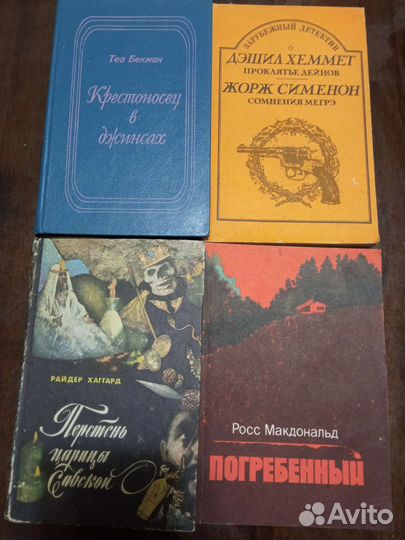 Теа Бекман
Крестоносец
в
джинсах
ЗАРУБЕЖНЫЙ ДЕТЕКТИВ
ДЭШИЛ ХЕММЕТ
ПРОКЛЯТЬЕ ДЕЙНОВ
ЖОРЖ СИМЕНОН
СОМНЕНИЯ МЕГРЭ
РАЙДЕР ХАГГАРД
Перстень
царицы
Савской
Росс Макдональд
ПОГРЕБЕННЫЙ
Avito